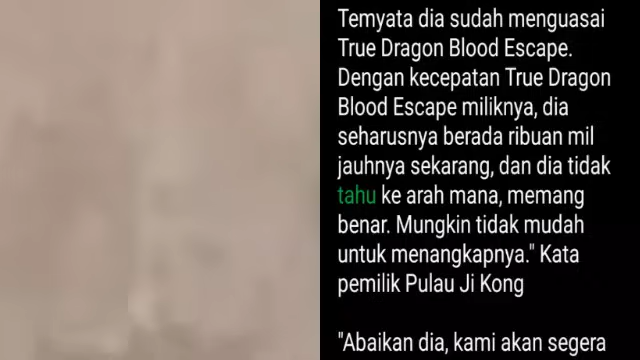 Temyata dia sudah menguasai
True Dragon Blood Escape.
Dengan kecepatan True Dragon
Blood Escape miliknya, dia
seharusnya berada ribuan mil
jauhnya sekarang, dan dia tidak
tahu ke arah mana, memang
benar. Mungkin tidak mudah
untuk menangkapnya." Kata
pemilik Pulau Ji Kong
"Abaikan dia, kami akan segera